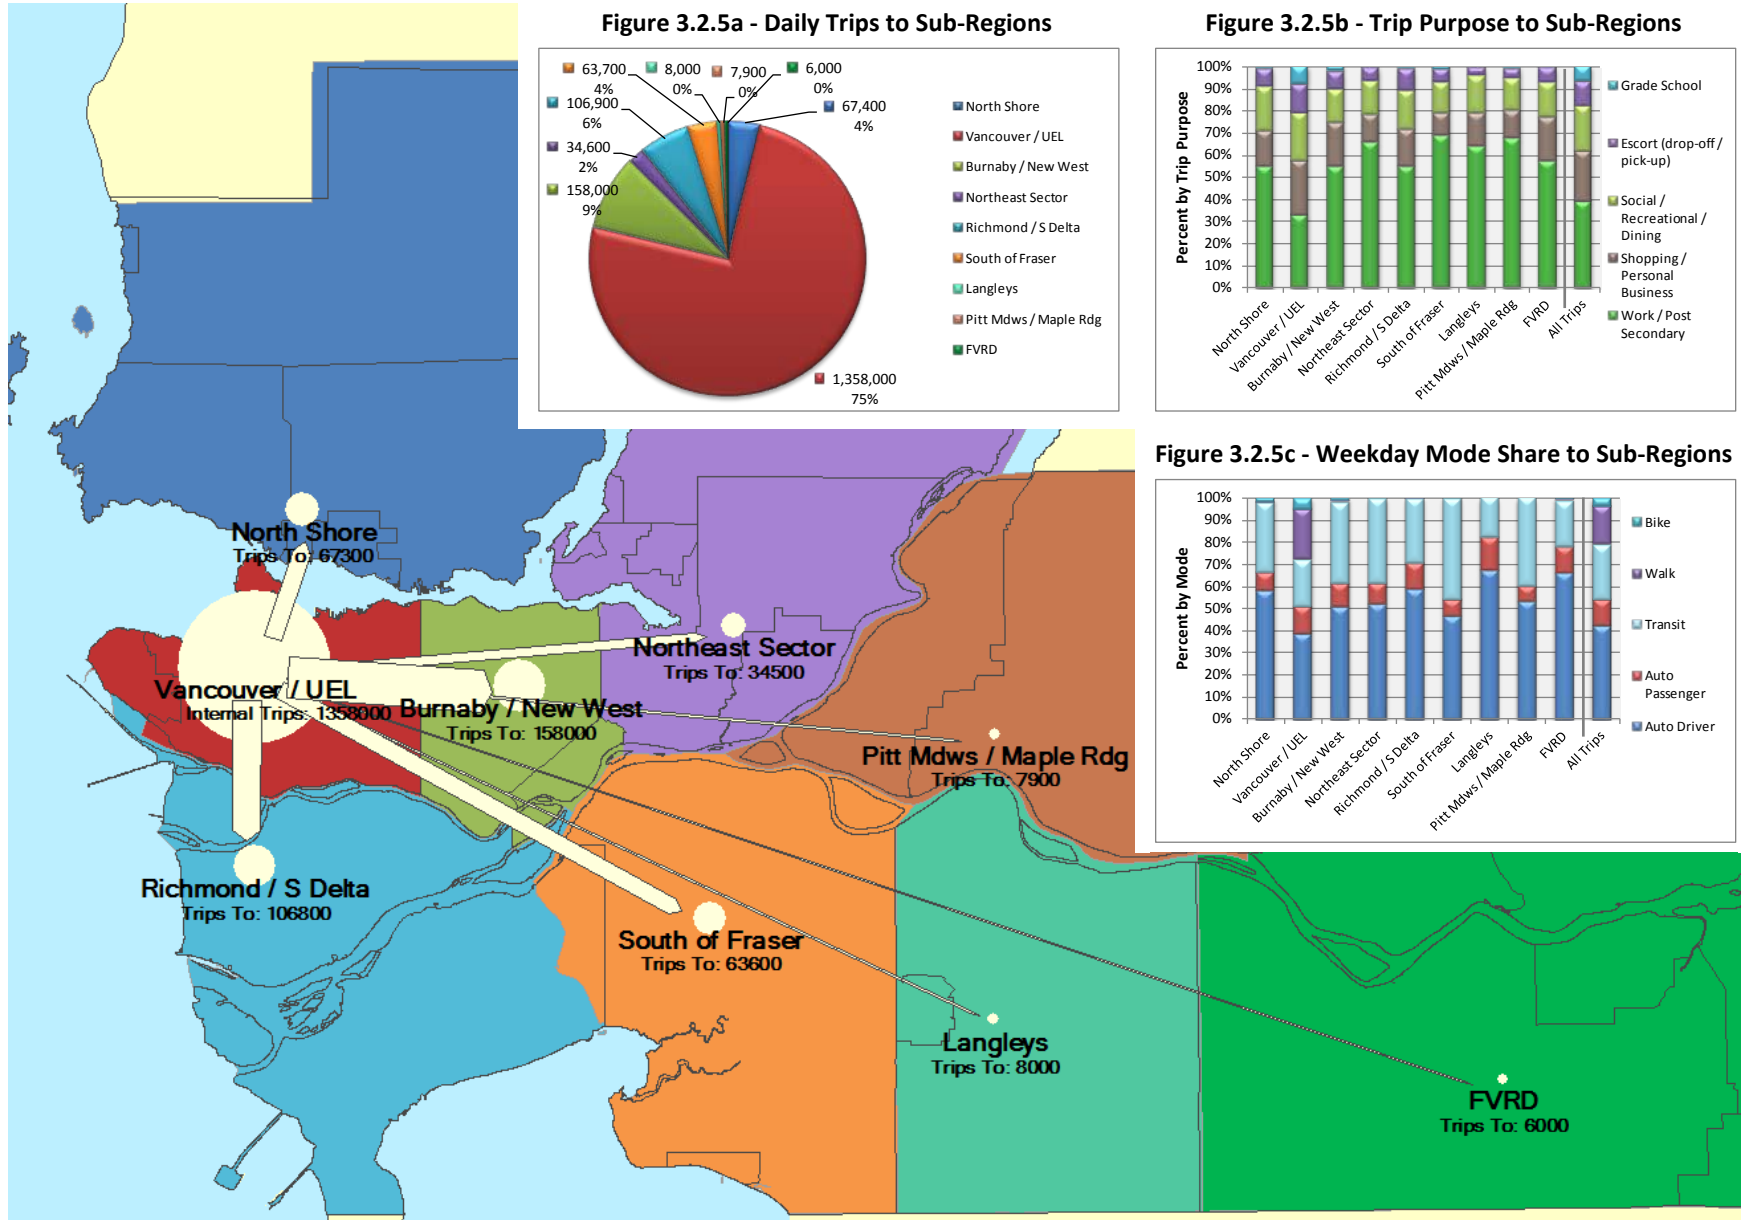 Figure 3.2.5a - Daily Trips to Sub-Regions
63,700
4%
8,000
0%
7,900
0%
6,000
0%
106,900
6%
67,400
4%
34,600
2%
158,000
9%
1,358,000
75%
North Shore
Vancouver / UEL
Burnaby / New West
Northeast Sector
Richmond / S Delta
South of Fraser
Langleys
Pitt Mdws / Maple Rdg
FVRD
Figure 3.2.5b - Trip Purpose to Sub-Regions
Percent by Trip Purpose
100%
90%
80%
70%
60%
50%
40%
30%
20%
10%
0%
North Shore
Vancouver / UEL
Burnaby / New West
Northeast Sector
Richmond / S Delta
South of Fraser
Langleys
Pitt Mdws / Maple Rdg
FVRD
All Trips
Grade School
Escort (drop-off /
pick-up)
Social /
Recreational /
Dining
Shopping /
Personal
Business
Work / Post
Secondary
Figure 3.2.5c - Weekday Mode Share to Sub-Regions
Percent by Mode
100%
90%
80%
70%
60%
50%
40%
30%
20%
10%
0%
North Shore
Vancouver / UEL
Burnaby / New West
Northeast Sector
Richmond / S Delta
South of Fraser
Langleys
Pitt Mdws / Maple Rdg
FVRD
All Trips
Bike
Walk
Transit
Auto
Passenger
Auto Driver
North Shore
Trips To: 67300
Northeast Sector
Trips To: 34500
Vancouver / UEL
Internal Trips: 1358000
Burnaby / New West
Trips To: 158000
Pitt Mdws / Maple Rdg
Trips To: 7900
Richmond / S Delta
Trips To: 106800
South of Fraser
Trips To: 63600
Langleys
Trips To: 8000
FVRD
Trips To: 6000